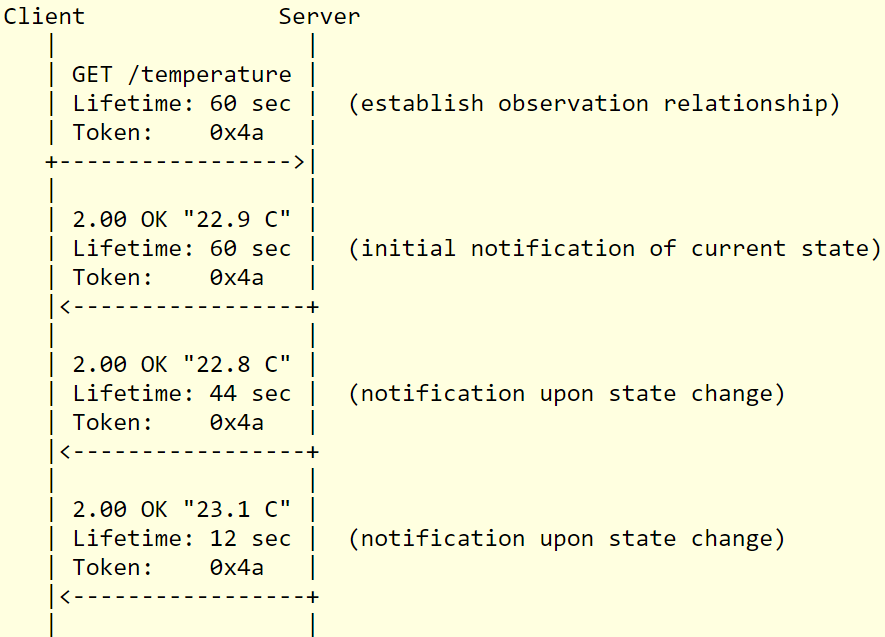 Client              Server
   |                  |
   | GET /temperature |
   | Lifetime: 60 sec |  (establish observation relationship)
   | Token:    0x4a   |
   +----------------->|
   |                  |
   | 2.00 OK "22.9 C" |
   | Lifetime: 60 sec |  (initial notification of current state)
   | Token:    0x4a   |
   |<-----------------+
   |                  |
   | 2.00 OK "22.8 C" |
   | Lifetime: 44 sec |  (notification upon state change)
   | Token:    0x4a   |
   |<-----------------+
   |                  |
   | 2.00 OK "23.1 C" |
   | Lifetime: 12 sec |  (notification upon state change)
   | Token:    0x4a   |
   |<-----------------+
   |                  |